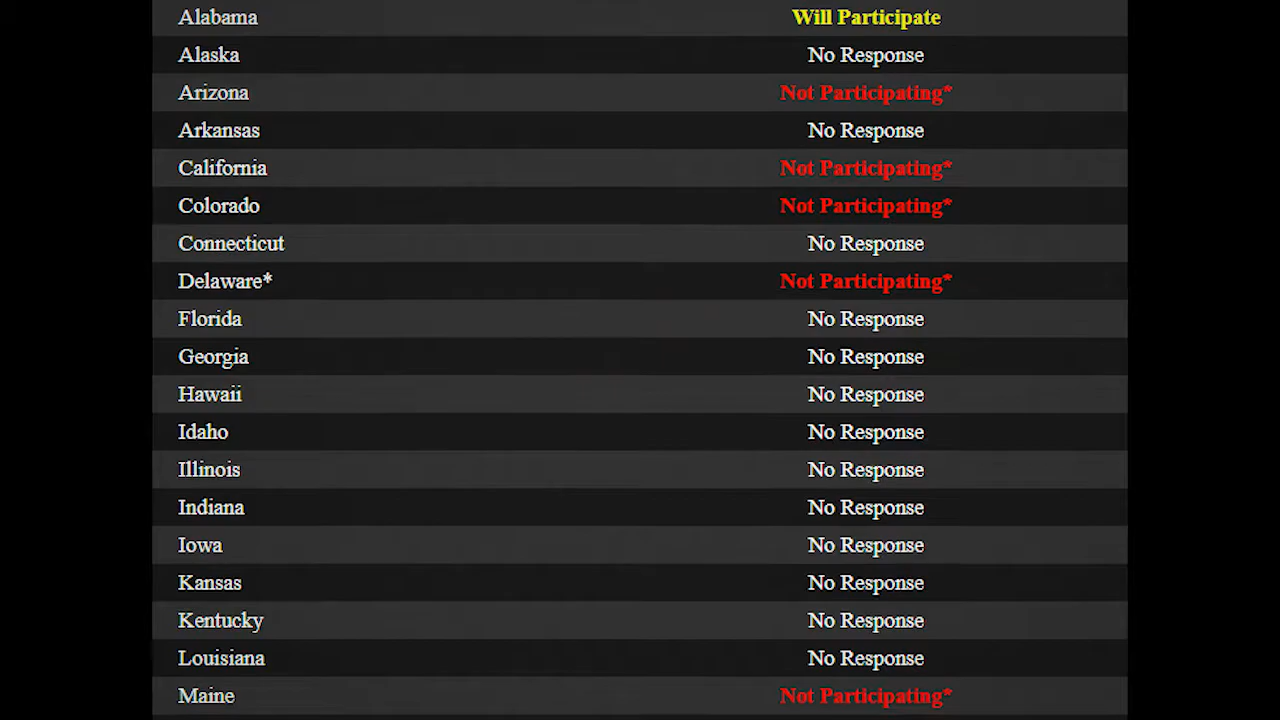 Alabama Will Participate
Alaska No Response
Arizona Not Participating*
Arkansas No Response
California Not Participating*
Colorado Not Participating*
Connecticut No Response
Delaware* Not Participating*
Florida No Response
Georgia No Response
Hawaii No Response
Idaho No Response
Illinois No Response
Indiana No Response
Iowa No Response
Kansas No Response
Kentucky No Response
Louisiana No Response
Maine Not Participating*